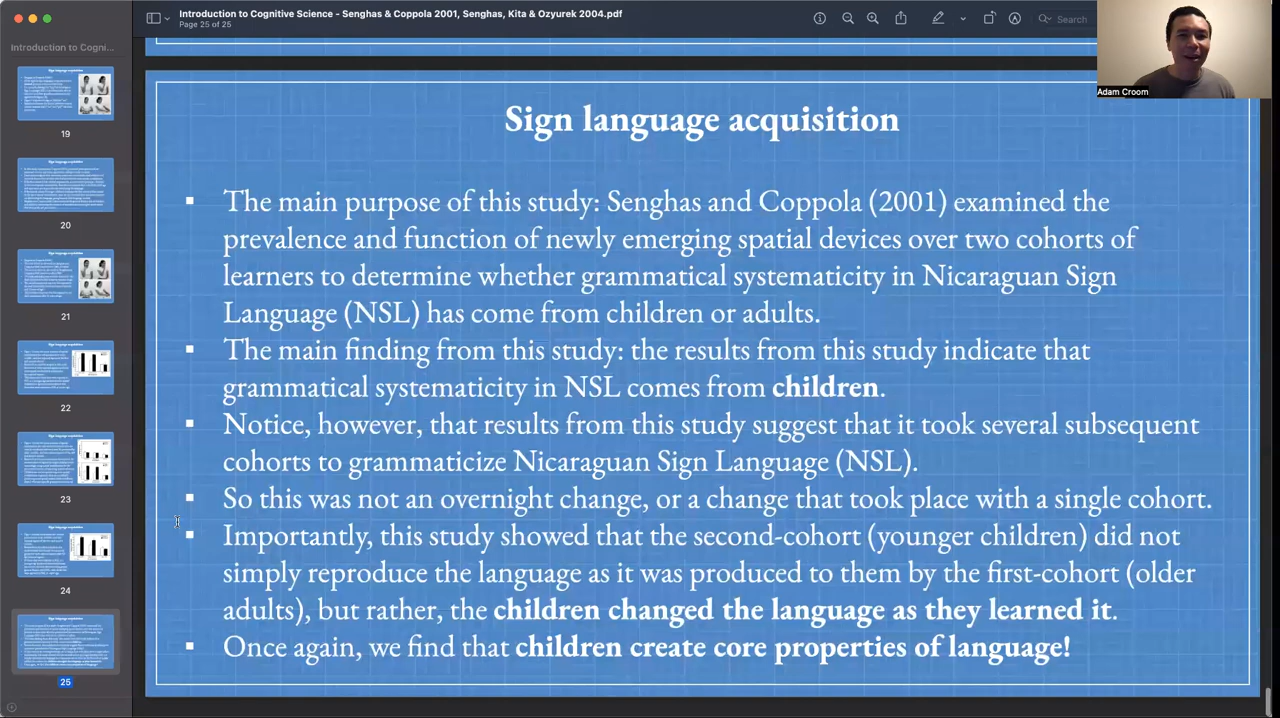 Introduction to Cognitive Science - Senghas & Coppola 2001, Senghas, Kita & Ozyurek 2004.pdf
Page 25 of 25
Search
Introduction to Cogni...
19
20
21
22
23
24
25
Adam Croom
Sign language acquisition
▪ The main purpose of this study: Senghas and Coppola (2001) examined the
prevalence and function of newly emerging spatial devices over two cohorts of
learners to determine whether grammatical systematicity in Nicaraguan Sign
Language (NSL) has come from children or adults.
▪ The main finding from this study: the results from this study indicate that
grammatical systematicity in NSL comes from children.
▪ Notice, however, that results from this study suggest that it took several subsequent
cohorts to grammaticize Nicaraguan Sign Language (NSL).
▪ So this was not an overnight change, or a change that took place with a single cohort.
▪ Importantly, this study showed that the second-cohort (younger children) did not
simply reproduce the language as it was produced to them by the first-cohort (older
adults), but rather, the children changed the language as they learned it.
▪ Once again, we find that children create core properties of language!